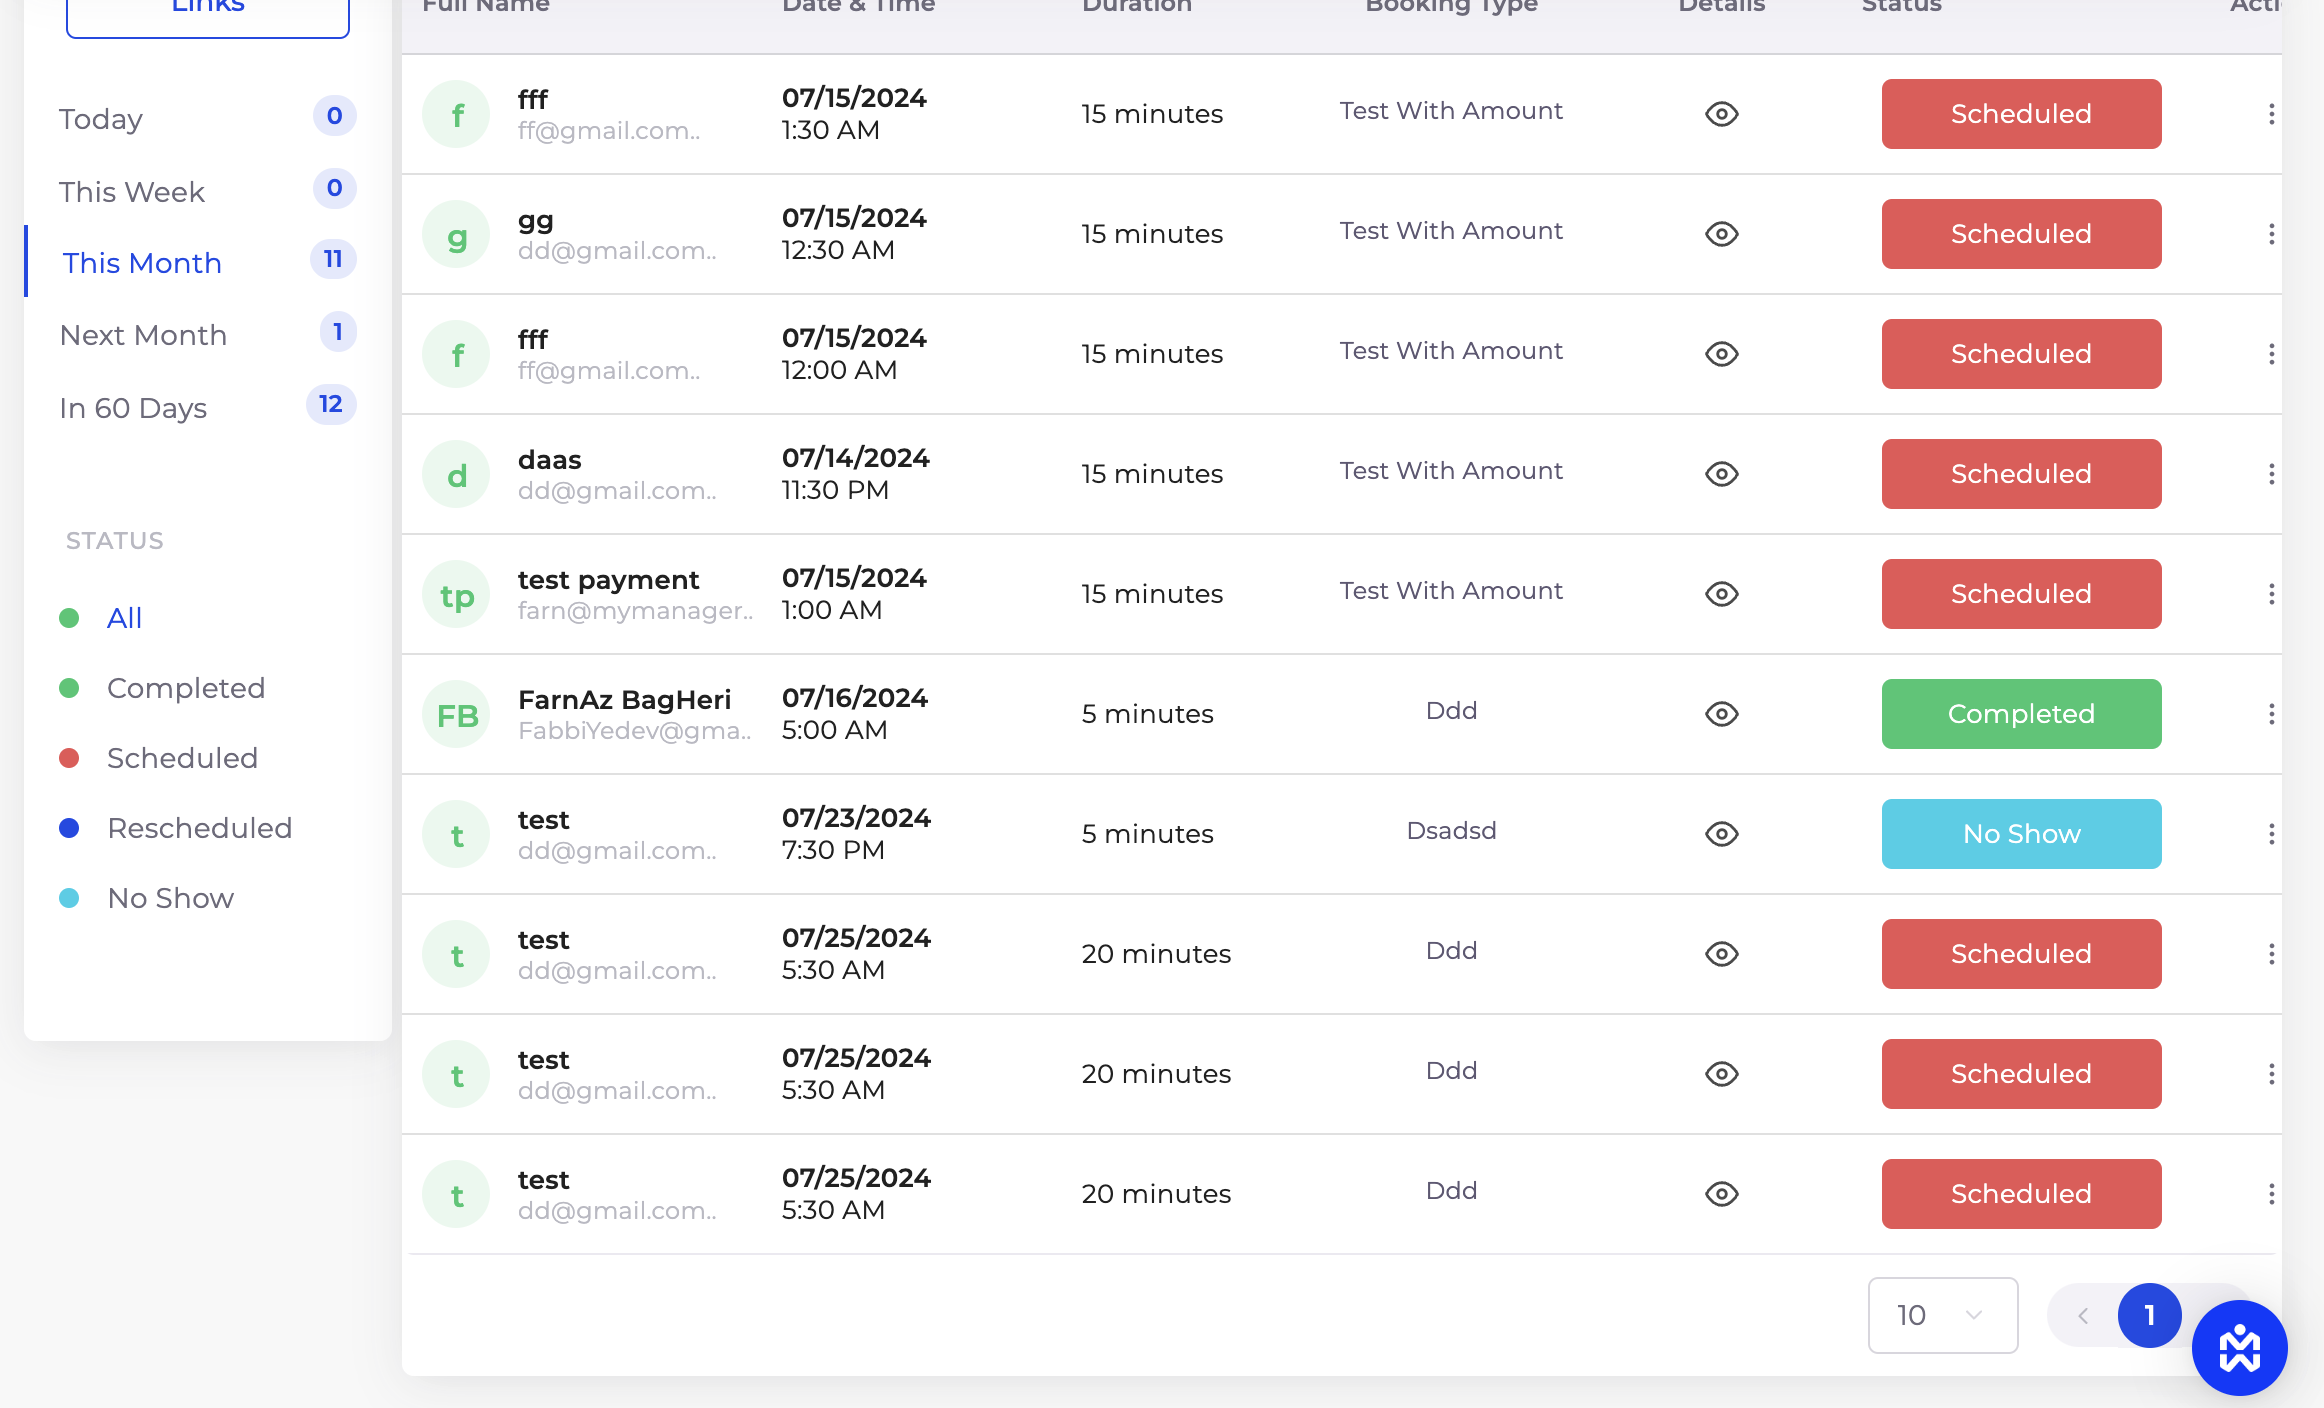 Links
Today 0
This Week 0
This Month 11
Next Month 1
In 60 Days 12
STATUS
All
Completed
Scheduled
Rescheduled
No Show
Full Name Date & Time Duration Booking Type Details Status Acti
f fff 07/15/2024 15 minutes Test With Amount Scheduled
ff@gmail.com.. 1:30 AM
g gg 07/15/2024 15 minutes Test With Amount Scheduled
dd@gmail.com.. 12:30 AM
f fff 07/15/2024 15 minutes Test With Amount Scheduled
ff@gmail.com.. 12:00 AM
d daas 07/14/2024 15 minutes Test With Amount Scheduled
dd@gmail.com.. 11:30 PM
tp test payment 07/15/2024 15 minutes Test With Amount Scheduled
farn@mymanager.. 1:00 AM
FB FarnAz BagHeri 07/16/2024 5 minutes Ddd Completed
FabbiYedev@gma.. 5:00 AM
t test 07/23/2024 5 minutes Dsadsd No Show
dd@gmail.com.. 7:30 PM
t test 07/25/2024 20 minutes Ddd Scheduled
dd@gmail.com.. 5:30 AM
t test 07/25/2024 20 minutes Ddd Scheduled
dd@gmail.com.. 5:30 AM
t test 07/25/2024 20 minutes Ddd Scheduled
dd@gmail.com.. 5:30 AM
10 1